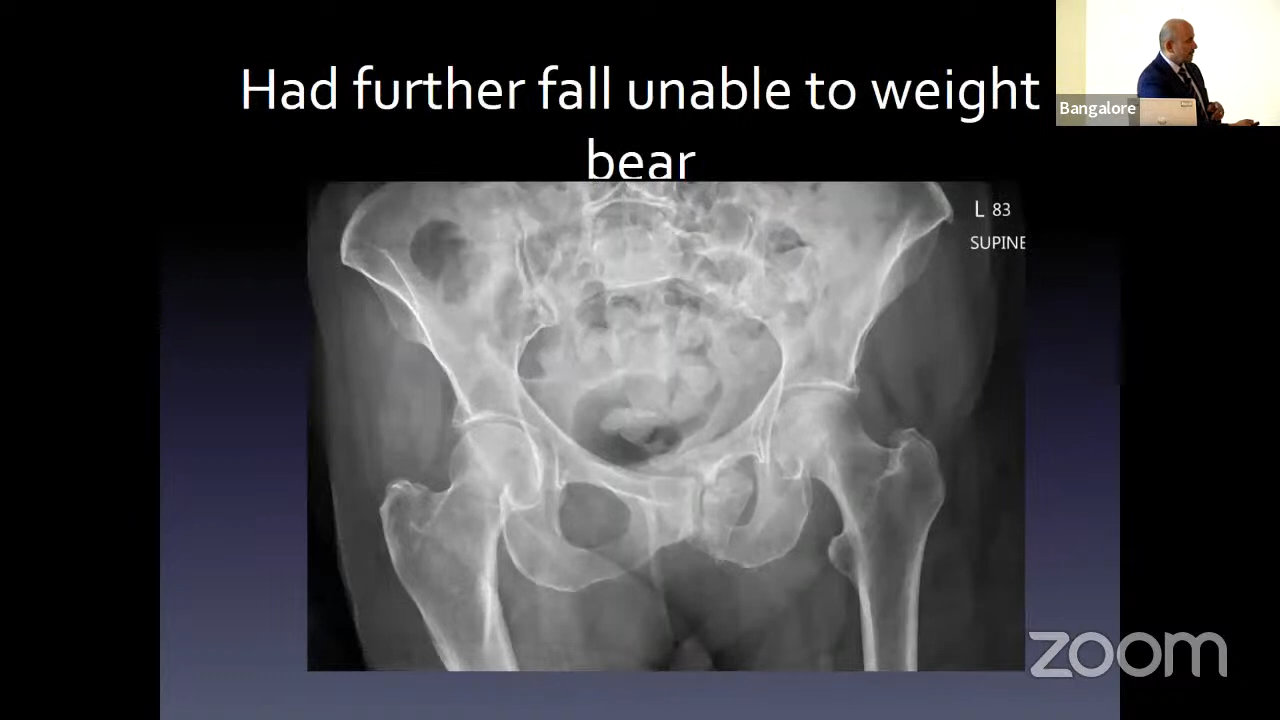 Had further fall unable to weight
bear
Bangalore
L 83
SUPINE
zoom